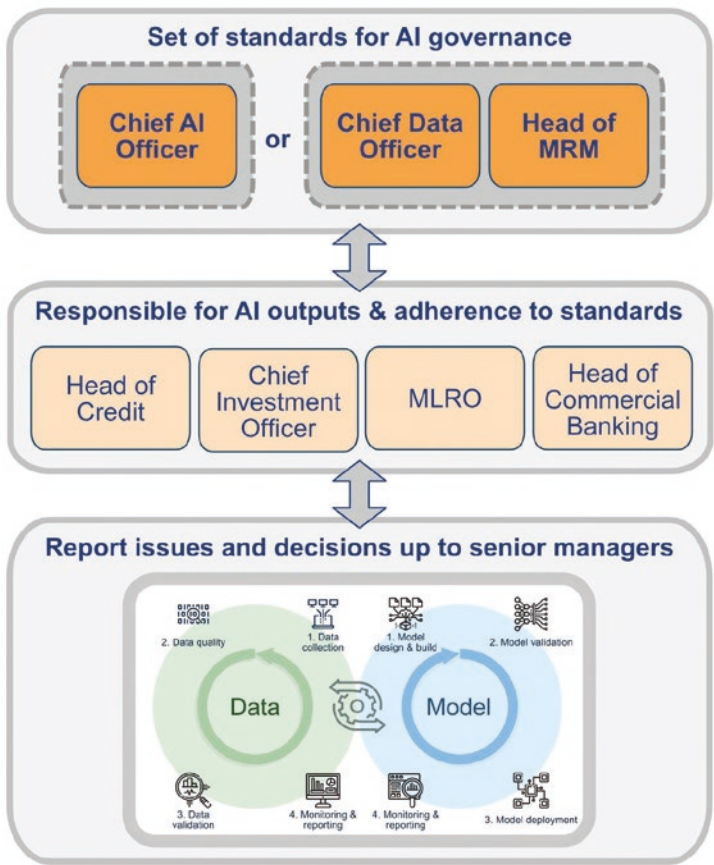 Set of standards for AI governance
Chief AI
Officer
or
Chief Data
Officer
Head of
MRM
Responsible for AI outputs & adherence to standards
Head of
Credit
Chief
Investment
Officer
MLRO
Head of
Commercial
Banking
Report issues and decisions up to senior managers
2. Data quality
1. Data
collection
1. Model
design & build
2. Model validation
Data
Model
3. Data
validation
4. Monitoring &
reporting
4. Monitoring &
reporting
3. Model deployment